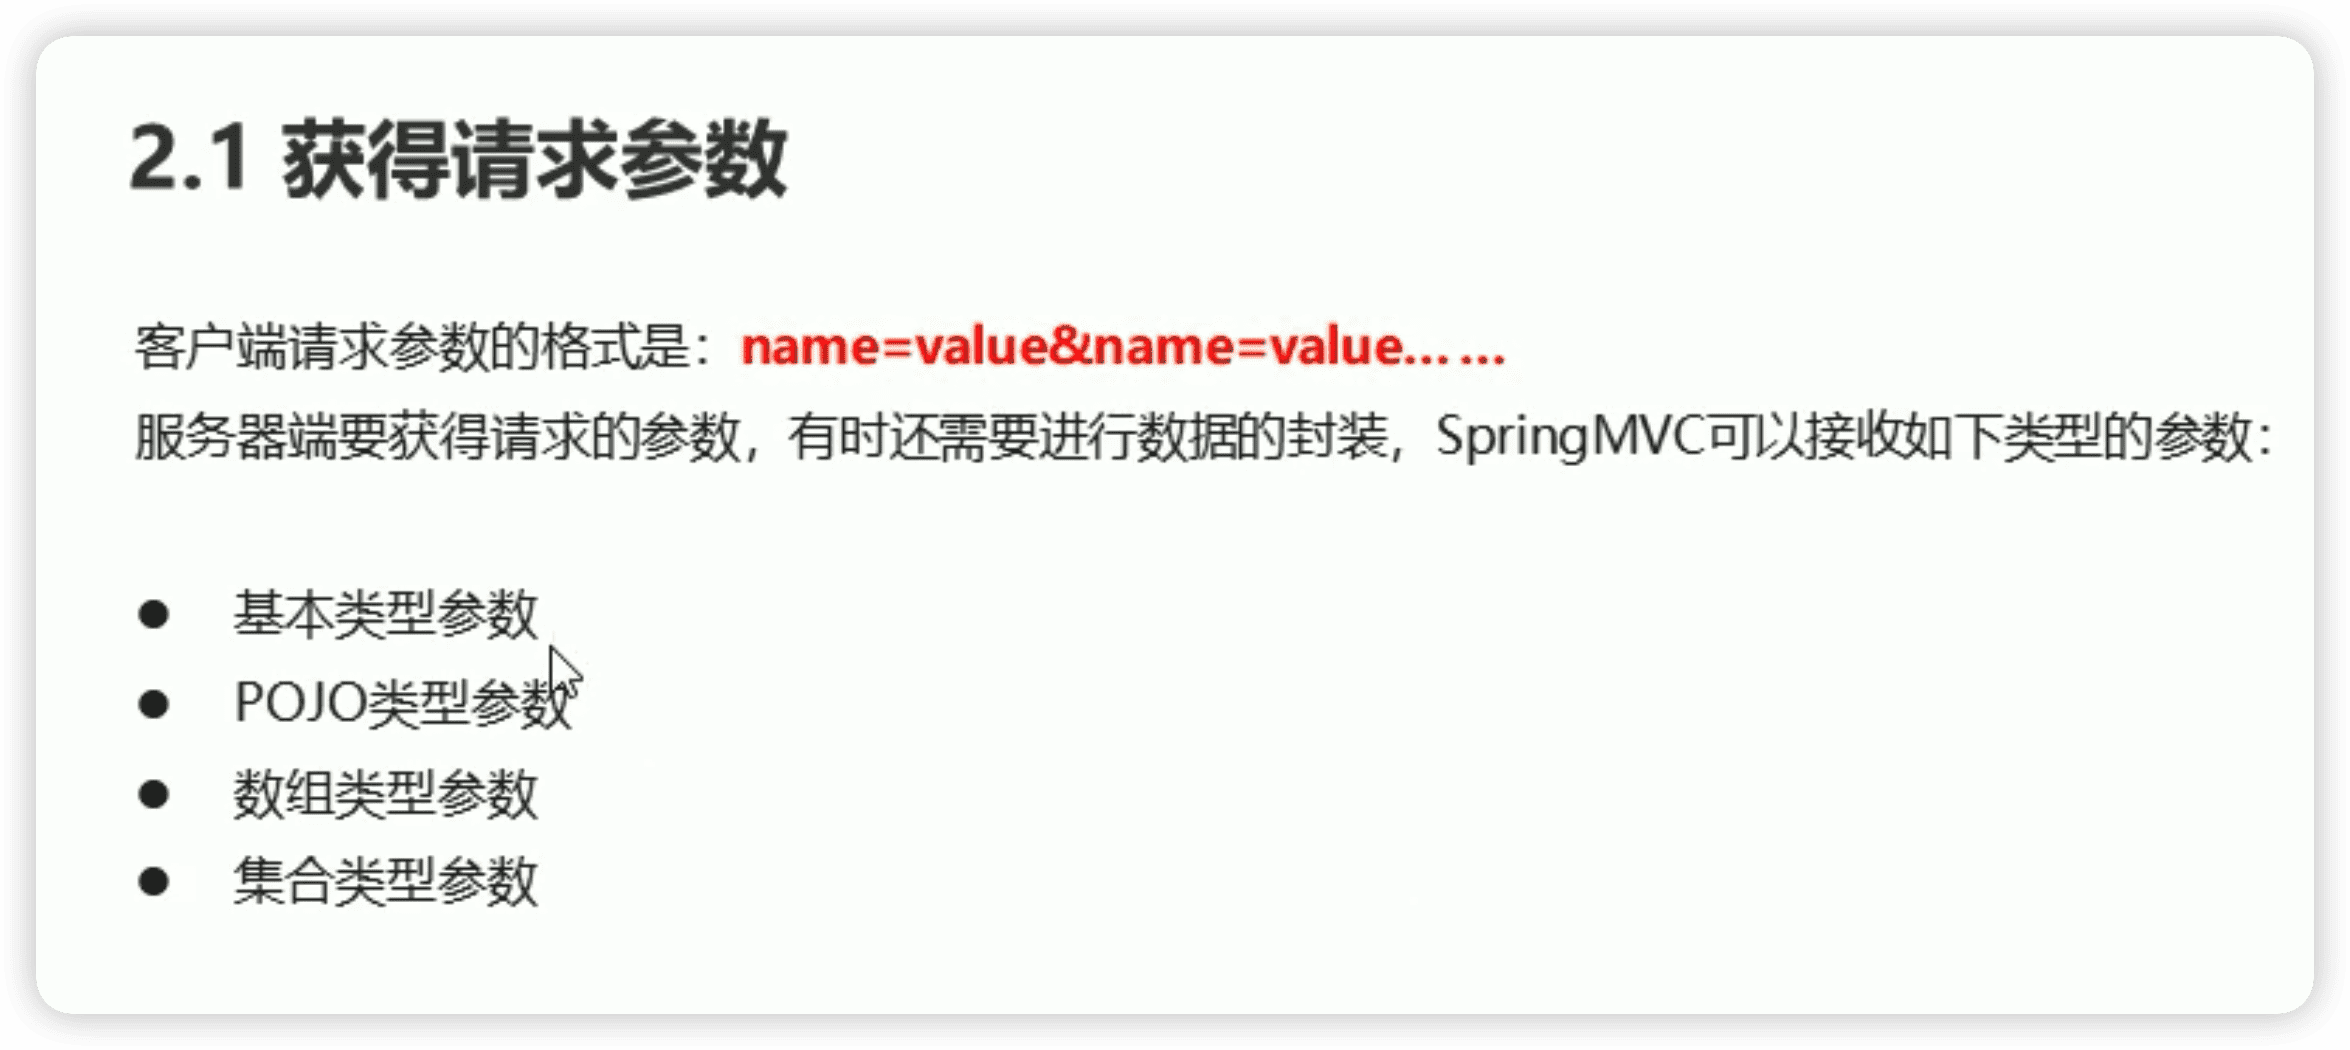 2.1 获得请求参数
客户端请求参数的格式是：name=value&name=value… …
服务器端要获得请求的参数，有时还需要进行数据的封装，SpringMVC可以接收如下类型的参数：
● 基本类型参数
● POJO类型参数
● 数组类型参数
● 集合类型参数